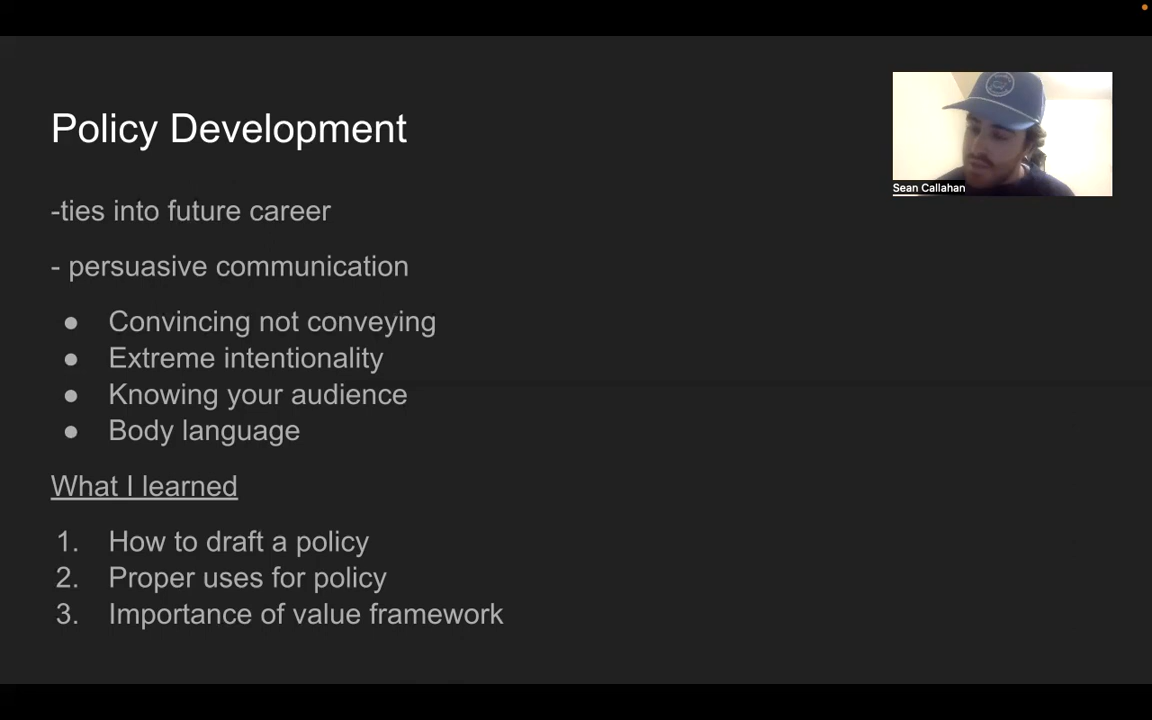 Policy Development
-ties into future career
- persuasive communication
● Convincing not conveying
● Extreme intentionality
● Knowing your audience
● Body language
What I learned
1. How to draft a policy
2. Proper uses for policy
3. Importance of value framework
Sean Callahan